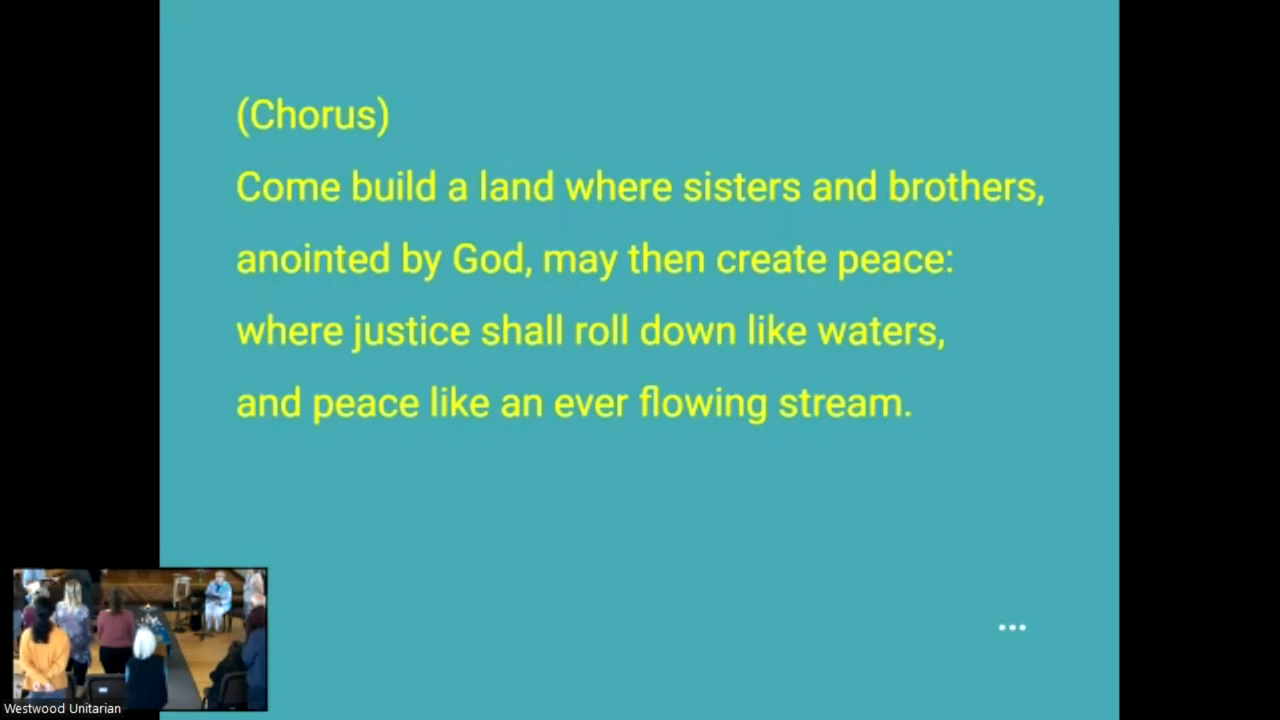 (Chorus)
Come build a land where sisters and brothers,
anointed by God, may then create peace:
where justice shall roll down like waters,
and peace like an ever flowing stream.
...
Westwood Unitarian